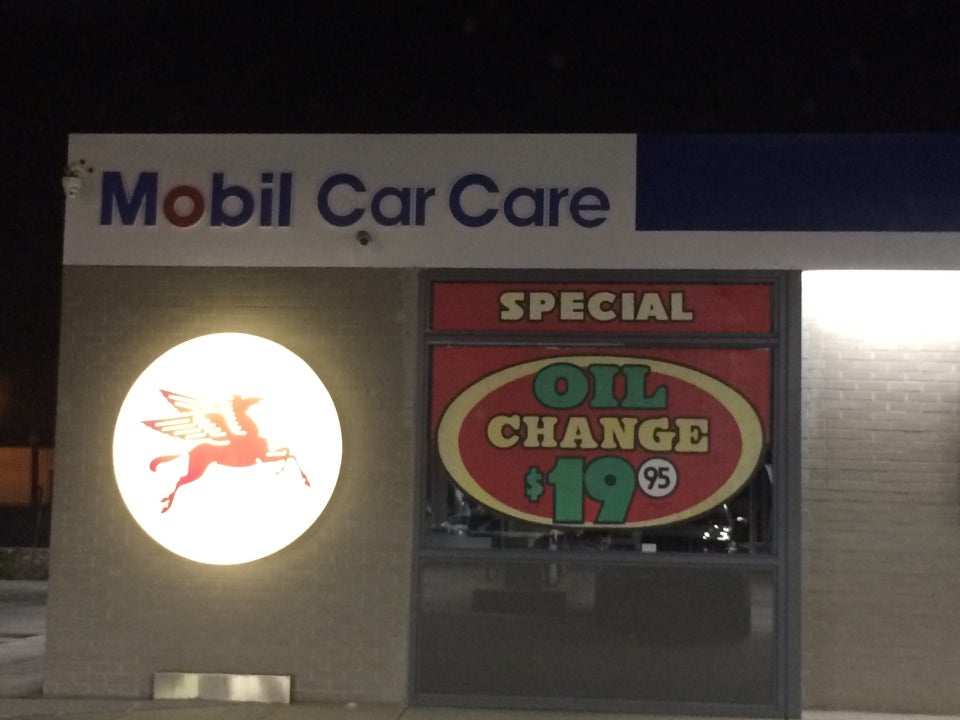 Mobil Car Care
SPECIAL
OIL
CHANGE
$19 95